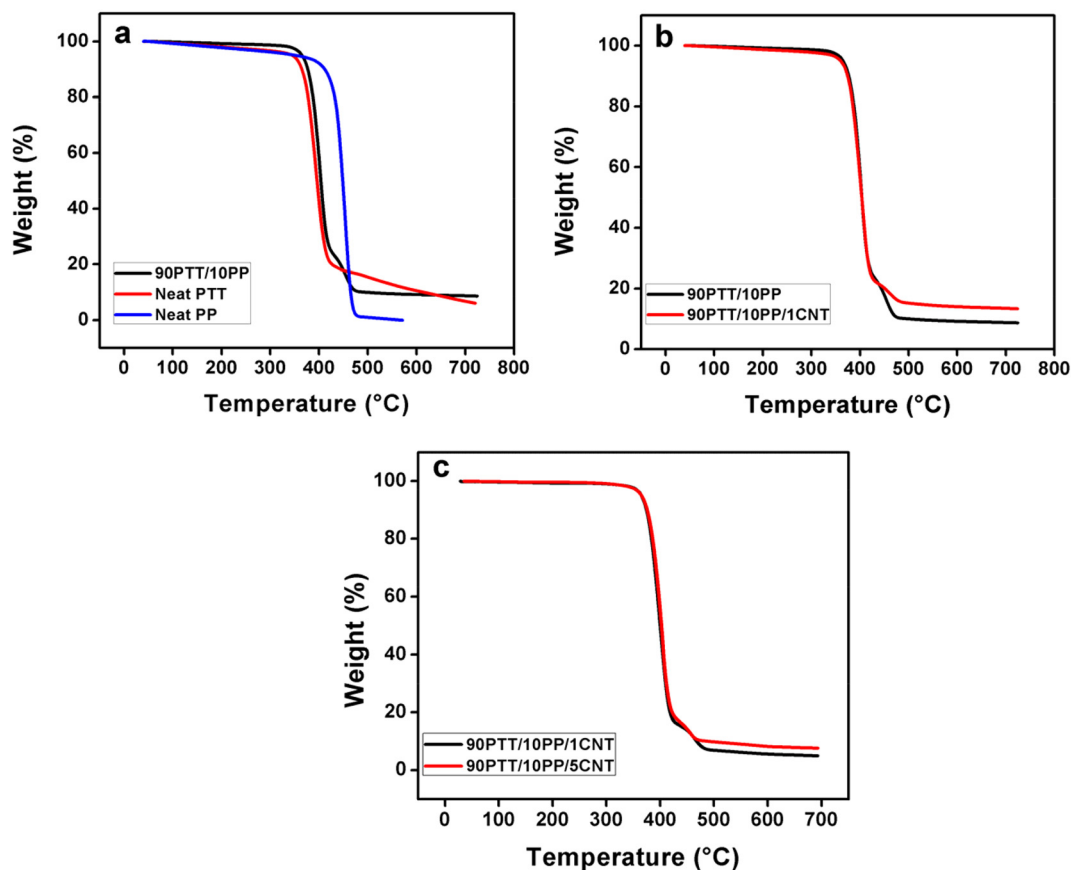 a
100
80
60
40
20
0
Weight (%)
90PTT/10PP
Neat PTT
Neat PP
0 100 200 300 400 500 600 700 800
Temperature (°C)
b
100
80
60
40
20
0
Weight (%)
90PTT/10PP
90PTT/10PP/1CNT
0 100 200 300 400 500 600 700 800
Temperature (°C)
c
100
80
60
40
20
0
Weight (%)
90PTT/10PP/1CNT
90PTT/10PP/5CNT
0 100 200 300 400 500 600 700
Temperature (°C)